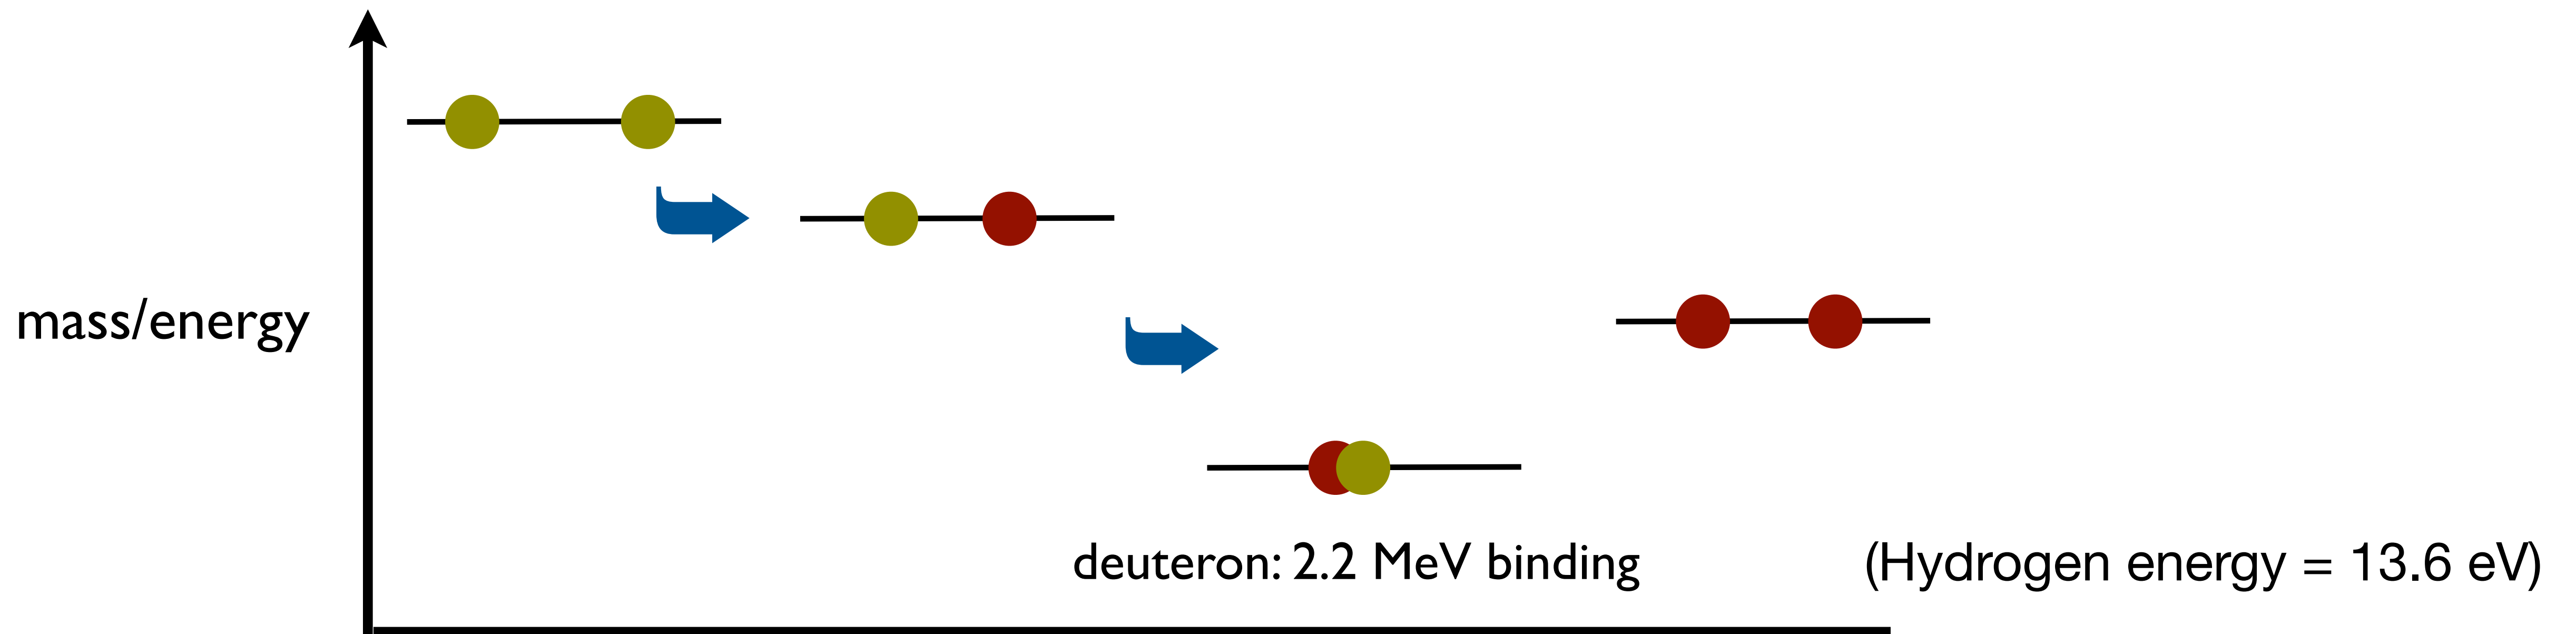 mass/energy
deuteron: 2.2 MeV binding
(Hydrogen energy = 13.6 eV)